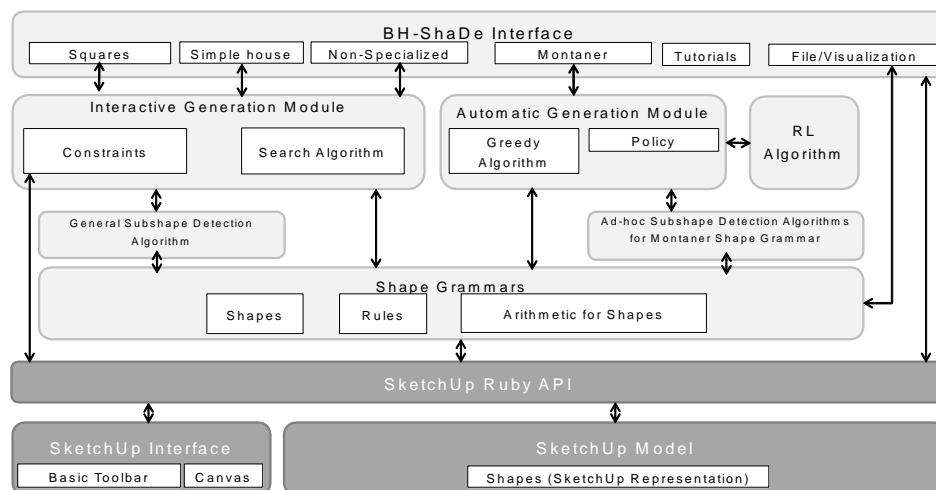 BH-ShaDe Interface
Squares
Simple house
Non-Specialized
Montaner
Tutorials
File/Visualization
Interactive Generation Module
Constraints
Search Algorithm
Automatic Generation Module
Greedy
Algorithm
Policy
RL
Algorithm
General Subshape Detection
Algorithm
Ad-hoc Subshape Detection Algorithms
for Montaner Shape Grammar
Shape Grammars
Shapes
Rules
Arithmetic for Shapes
SketchUp Ruby API
SketchUp Interface
Basic Toolbar
Canvas
SketchUp Model
Shapes (SketchUp Representation)